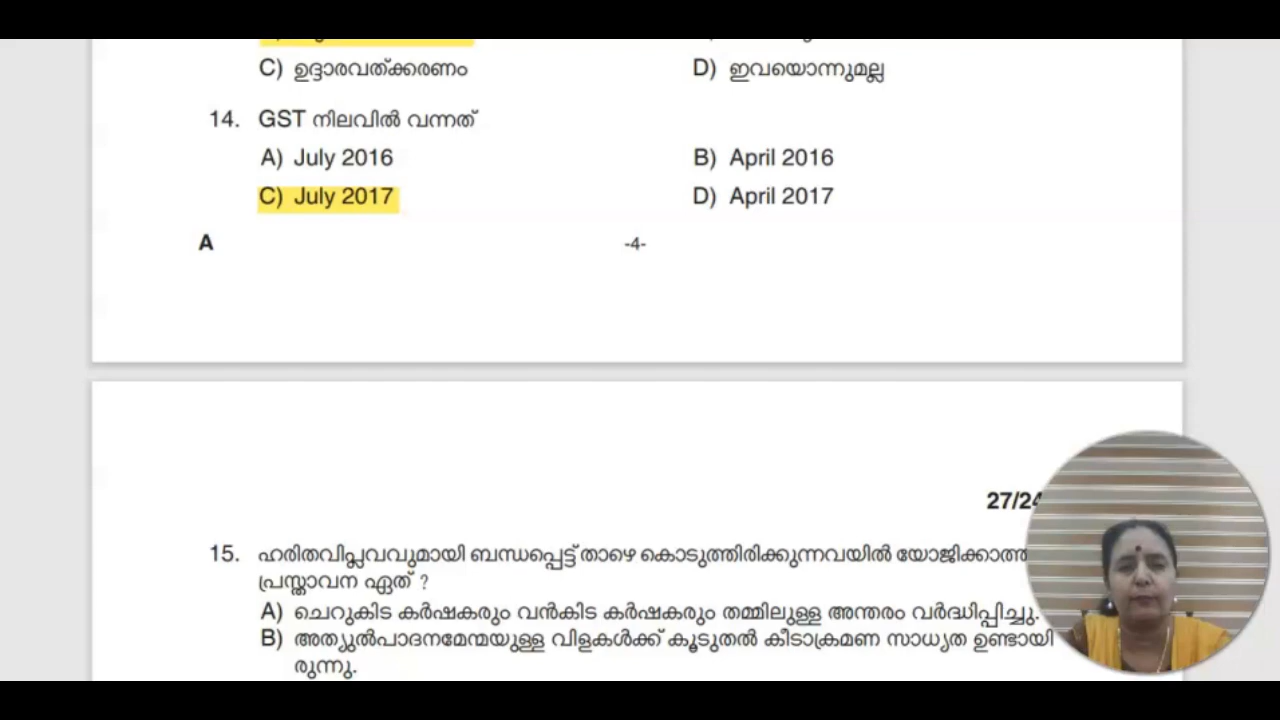 C) ഉദ്ദാരവത്ക്കരണം D) ഇവയൊന്നുമല്ല
14. GST നിലവിൽ വന്നത്
A) July 2016 B) April 2016
C) July 2017 D) April 2017
A -4-
27/24
15. ഹരിതവിപ്ലവവുമായി ബന്ധപ്പെട്ട് താഴെ കൊടുത്തിരിക്കുന്നവയിൽ യോജിക്കാത്ത
പ്രസ്താവന ഏത് ?
A) ചെറുകിട കർഷകരും വൻകിട കർഷകരും തമ്മിലുള്ള അന്തരം വർദ്ധിപ്പിച്ചു.
B) അത്യുൽപാദനമേന്മയുള്ള വിളകൾക്ക് കൂടുതൽ കീടാക്രമണ സാധ്യത ഉണ്ടായി
രുന്നു.